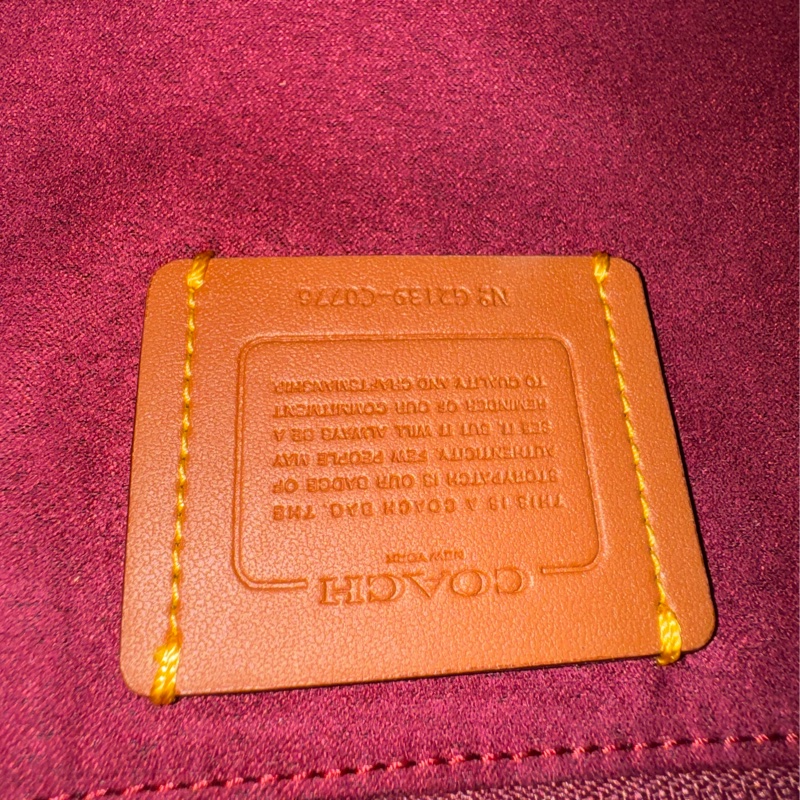 COACH
NEW YORK
THIS IS A COACH BAG. THE
STORYPATCH IS OUR BADGE OF
AUTHENTICITY. FEW PEOPLE MAY
SEE IT, BUT IT WILL ALWAYS BE A
REMINDER OF OUR COMMITMENT
TO QUALITY AND CRAFTSMANSHIP.
Nº G2139-C0776